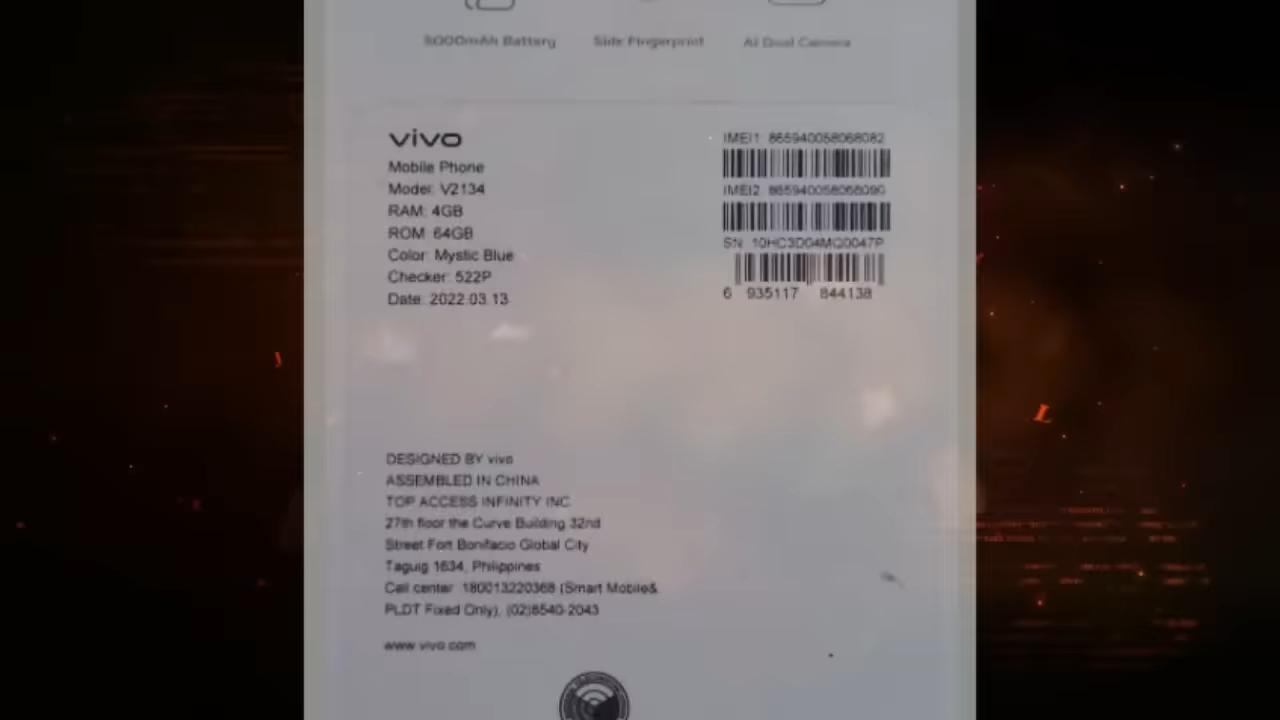 5000mAh Battery Side Fingerprint AI Dual Camera
vivo
Mobile Phone
Model: V2134
RAM: 4GB
ROM: 64GB
Color: Mystic Blue
Checker: 522P
Date: 2022.03.13
IMEI1: 865940058068082
IMEI2: 865940058068090
SN: 10HC3D04MQ0047P
6 935117 844138
DESIGNED BY vivo
ASSEMBLED IN CHINA
TOP ACCESS INFINITY INC
27th floor the Curve Building 32nd
Street Fort Bonifacio Global City
Taguig 1634, Philippines
Call center: 180013220368 (Smart Mobile&
PLDT Fixed Only), (02)8540-2043
www.vivo.com